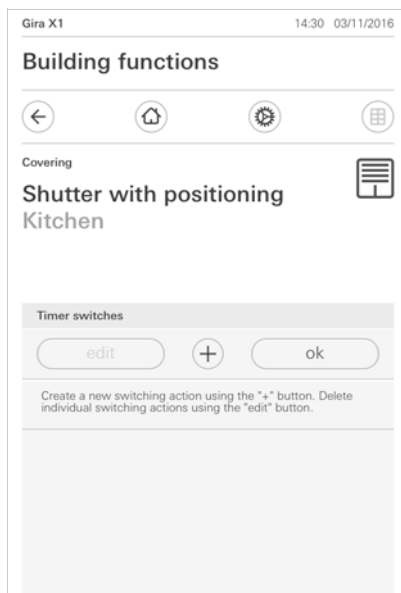 Gira X1 14:30 03/11/2016
Building functions
Covering
Shutter with positioning
Kitchen
Timer switches
edit + ok
Create a new switching action using the "+" button. Delete
individual switching actions using the "edit" button.